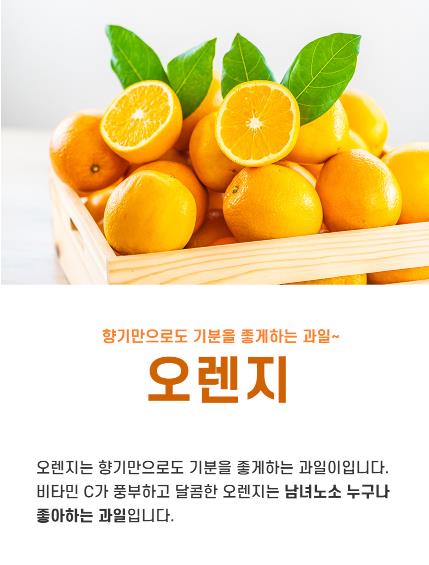 향기만으로도 기분을 좋게하는 과일~
오렌지
오렌지는 향기만으로도 기분을 좋게하는 과일이입니다.
비타민 C가 풍부하고 달콤한 오렌지는 남녀노소 누구나
좋아하는 과일입니다.